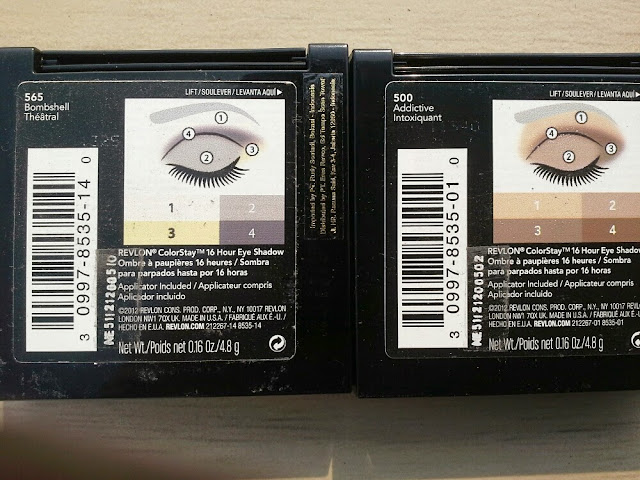 565
Bombshell
Théâtral
LIFT/SOULEVER/LEVANTA AQUÍ
1
4
3
2
1
2
3
4
3 0997-8535-14 0
REVLON® ColorStay™ 16 Hour Eye Shadow
Ombre à paupières 16 heures / Sombra
para parpados hasta por 16 horas
Applicator Included / Applicateur compris
Aplicador incluido
©2012 REVLON CONS. PROD. CORP., N.Y., NY 10017 REVLON
LONDON NW1 7QX UK. MADE IN U.S.A. / FABRIQUÉ AUX É.-U. /
HECHO EN E.U.A. REVLON.COM 212267-14 8535-14
Net Wt./Poids net 0.16 Oz./4.8 g
500
Addictive
Intoxiquant
LIFT/SOULEVER/LEVANTA AQUÍ
1
4
3
2
1
2
3
4
3 0997-8535-01 0
NE51121200502
REVLON® ColorStay™ 16 Hour Eye Shadow
Ombre à paupières 16 heures / Sombra
para parpados hasta por 16 horas
Applicator Included / Applicateur compris
Aplicador incluido
©2012 REVLON CONS. PROD. CORP., N.Y., NY 10017 REVLON
LONDON NW1 7QX UK. MADE IN U.S.A. / FABRIQUÉ AUX É.-U. /
HECHO EN E.U.A. REVLON.COM 212267-01 8535-01
Net Wt./Poids net 0.16 Oz./4.8 g